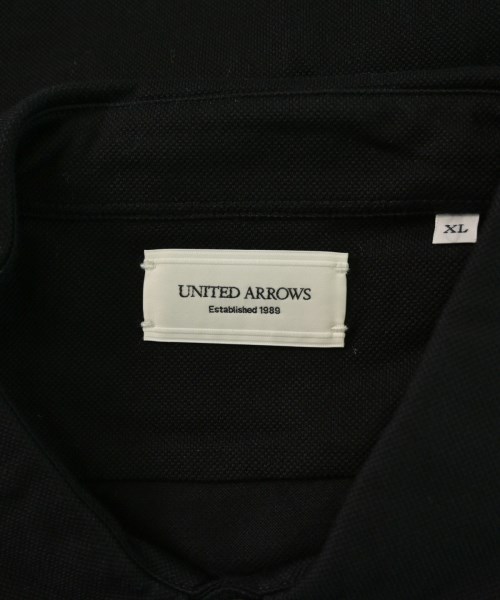 XL
UNITED ARROWS
Established 1989